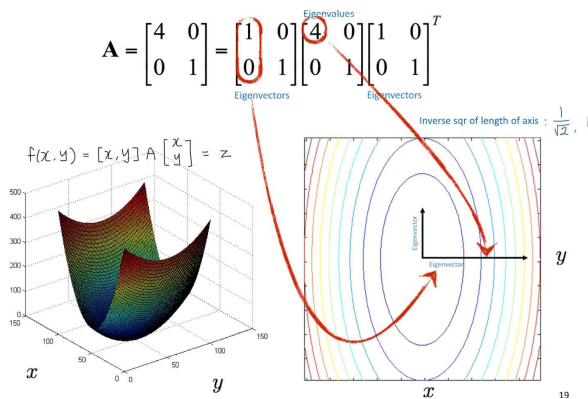 Eigenvalues
A = [4 0; 0 1] = [1 0; 0 1] [4 0; 0 1] [1 0; 0 1]^T
Eigenvectors
Eigenvectors
Inverse sqr of length of axis : 1/√2 ,
f(x,y) = [x,y] A [x; y] = z
500
400
300
200
100
0
150
100
50
0
0
50
100
150
x
y
Eigenvector
Eigenvector
y
x
19